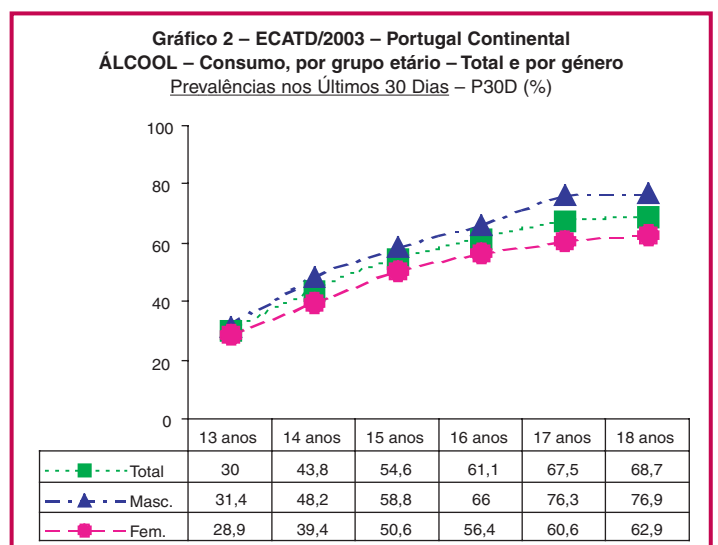 Gráfico 2 – ECATD/2003 – Portugal Continental
ÁLCOOL – Consumo, por grupo etário – Total e por género
Prevalências nos Últimos 30 Dias – P30D (%)
100
80
60
40
20
0
13 anos 14 anos 15 anos 16 anos 17 anos 18 anos
Total 30 43,8 54,6 61,1 67,5 68,7
Masc. 31,4 48,2 58,8 66 76,3 76,9
Fem. 28,9 39,4 50,6 56,4 60,6 62,9